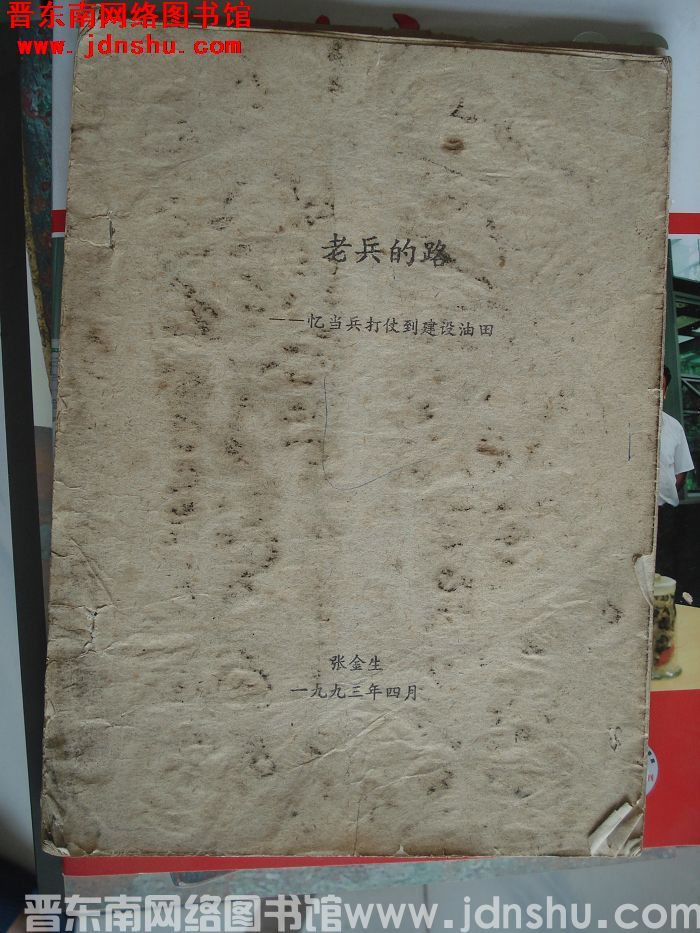 晋东南网络图书馆
www.jdnshu.com
老兵的路
——忆当兵打仗到建设油田
张金生
一九九三年四月
晋东南网络图书馆www.jdnshu.com